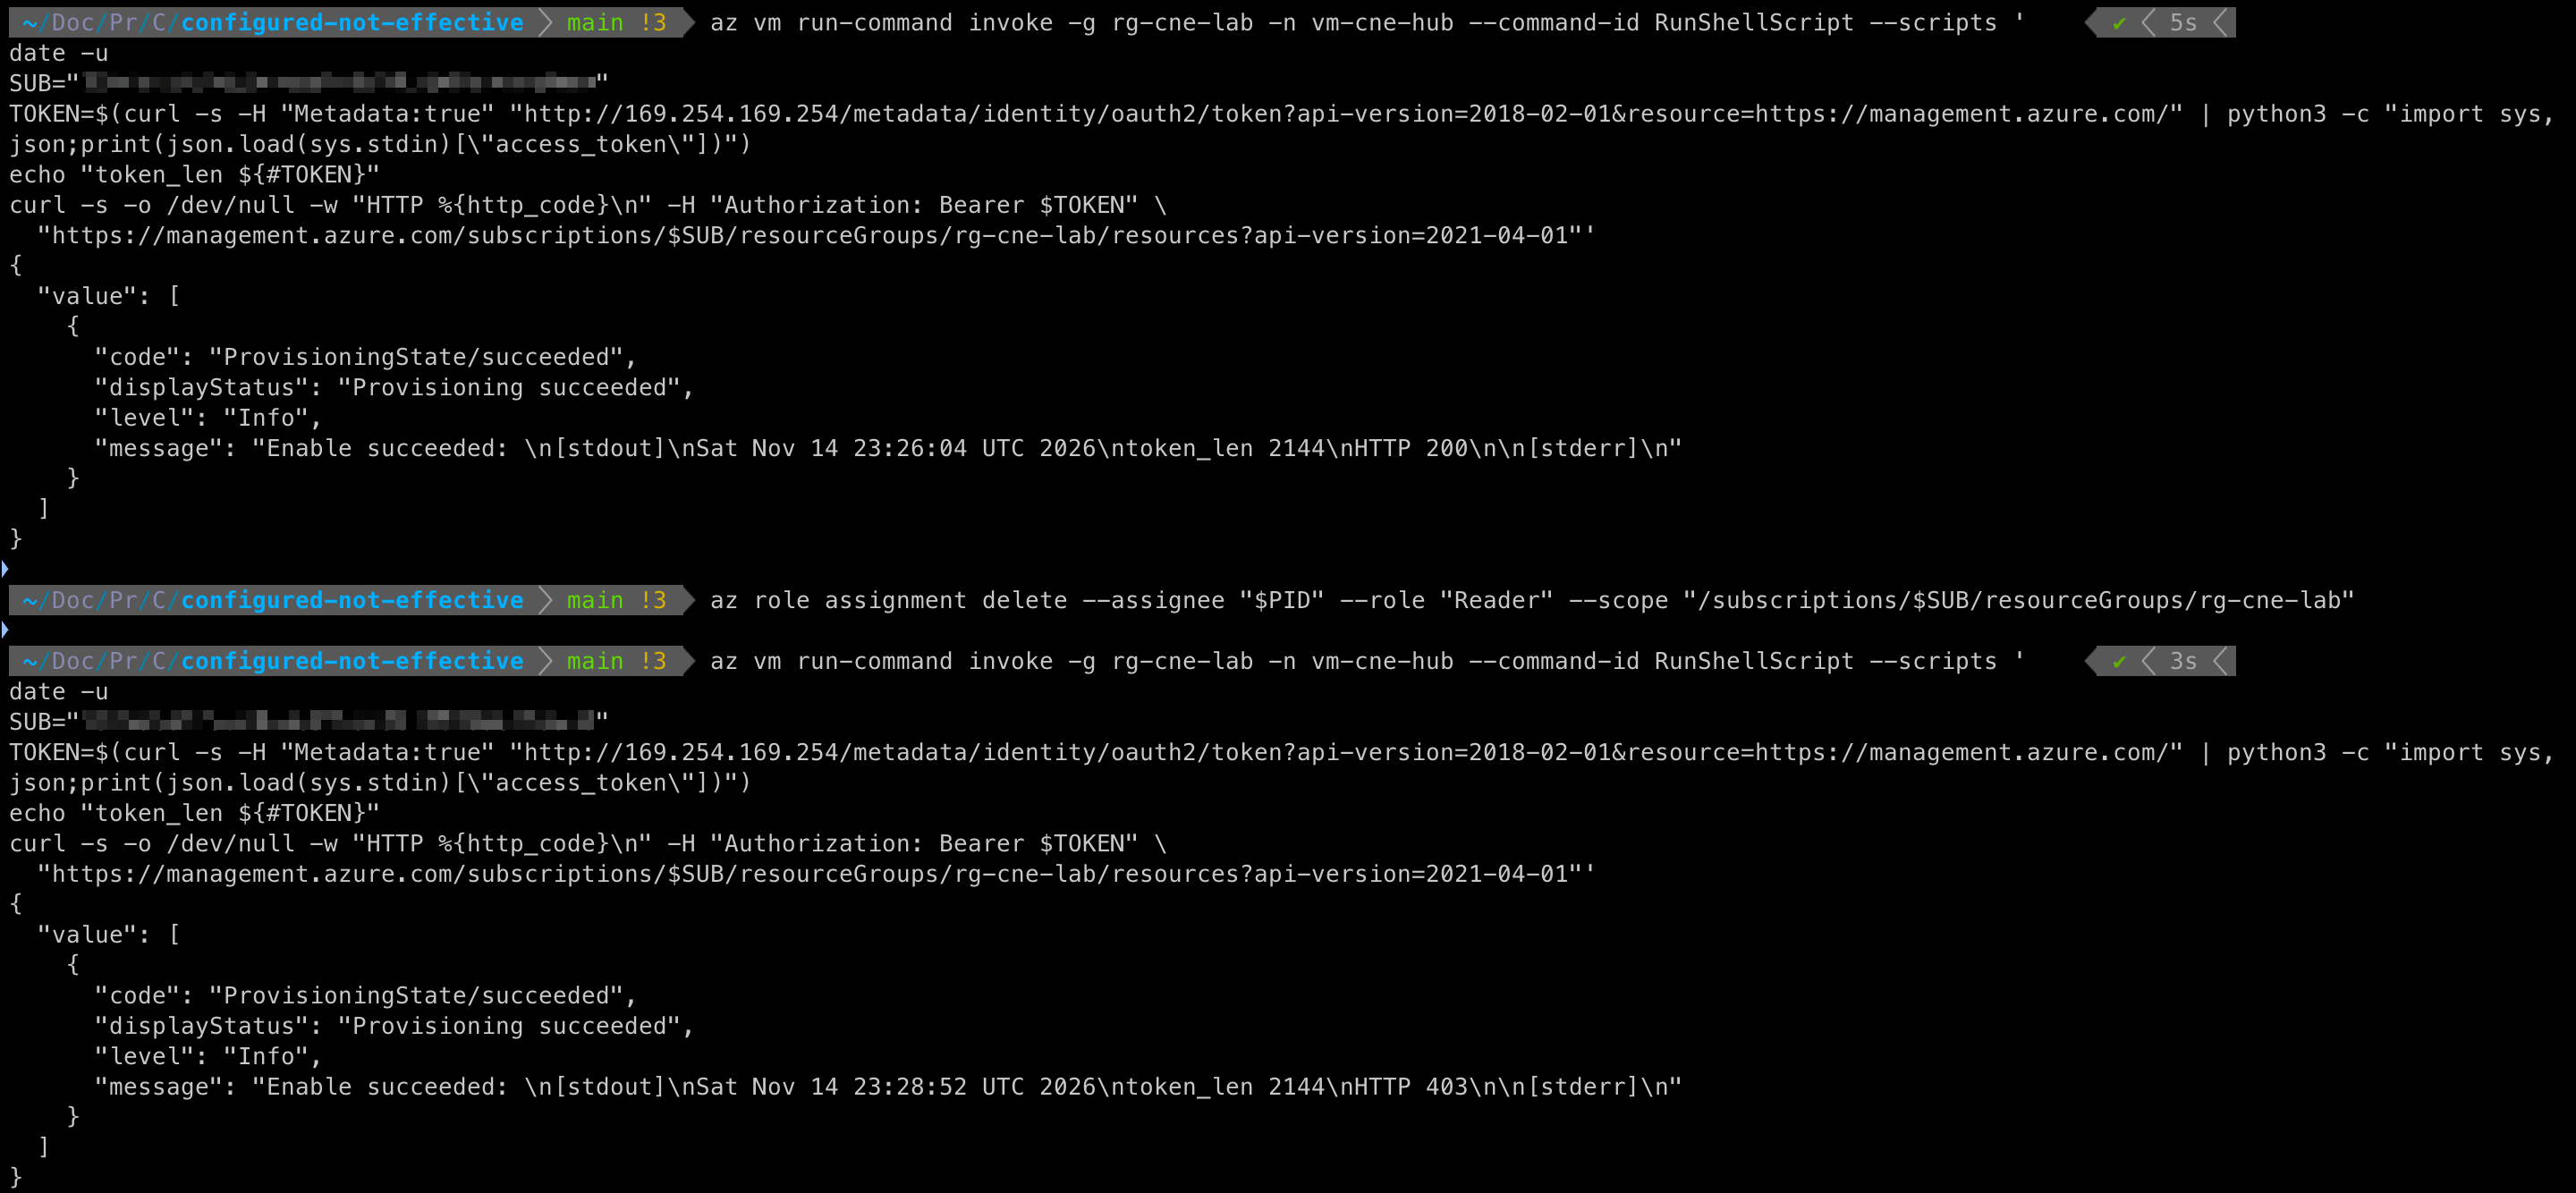 ~/Doc/Pr/C/configured-not-effective main !3 az vm run-command invoke -g rg-cne-lab -n vm-cne-hub --command-id RunShellScript --scripts ' ✔ 5s
date -u
SUB=""
TOKEN=$(curl -s -H "Metadata:true" "http://169.254.169.254/metadata/identity/oauth2/token?api-version=2018-02-01&resource=https://management.azure.com/" | python3 -c "import sys,
json;print(json.load(sys.stdin)[\"access_token\"])")
echo "token_len ${#TOKEN}"
curl -s -o /dev/null -w "HTTP %{http_code}\n" -H "Authorization: Bearer $TOKEN" \
  "https://management.azure.com/subscriptions/$SUB/resourceGroups/rg-cne-lab/resources?api-version=2021-04-01"'
{
  "value": [
    {
      "code": "ProvisioningState/succeeded",
      "displayStatus": "Provisioning succeeded",
      "level": "Info",
      "message": "Enable succeeded: \n[stdout]\nSat Nov 14 23:26:04 UTC 2026\ntoken_len 2144\nHTTP 200\n\n[stderr]\n"
    }
  ]
}
~/Doc/Pr/C/configured-not-effective main !3 az role assignment delete --assignee "$PID" --role "Reader" --scope "/subscriptions/$SUB/resourceGroups/rg-cne-lab"
~/Doc/Pr/C/configured-not-effective main !3 az vm run-command invoke -g rg-cne-lab -n vm-cne-hub --command-id RunShellScript --scripts ' ✔ 3s
date -u
SUB=""
TOKEN=$(curl -s -H "Metadata:true" "http://169.254.169.254/metadata/identity/oauth2/token?api-version=2018-02-01&resource=https://management.azure.com/" | python3 -c "import sys,
json;print(json.load(sys.stdin)[\"access_token\"])")
echo "token_len ${#TOKEN}"
curl -s -o /dev/null -w "HTTP %{http_code}\n" -H "Authorization: Bearer $TOKEN" \
  "https://management.azure.com/subscriptions/$SUB/resourceGroups/rg-cne-lab/resources?api-version=2021-04-01"'
{
  "value": [
    {
      "code": "ProvisioningState/succeeded",
      "displayStatus": "Provisioning succeeded",
      "level": "Info",
      "message": "Enable succeeded: \n[stdout]\nSat Nov 14 23:28:52 UTC 2026\ntoken_len 2144\nHTTP 403\n\n[stderr]\n"
    }
  ]
}